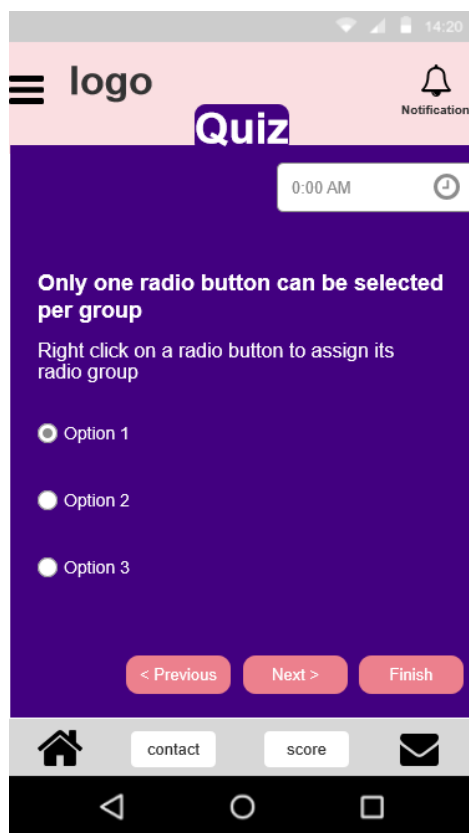 14:20
logo
Notification
Quiz
0:00 AM
Only one radio button can be selected
per group
Right click on a radio button to assign its
radio group
Option 1
Option 2
Option 3
< Previous
Next >
Finish
contact
score